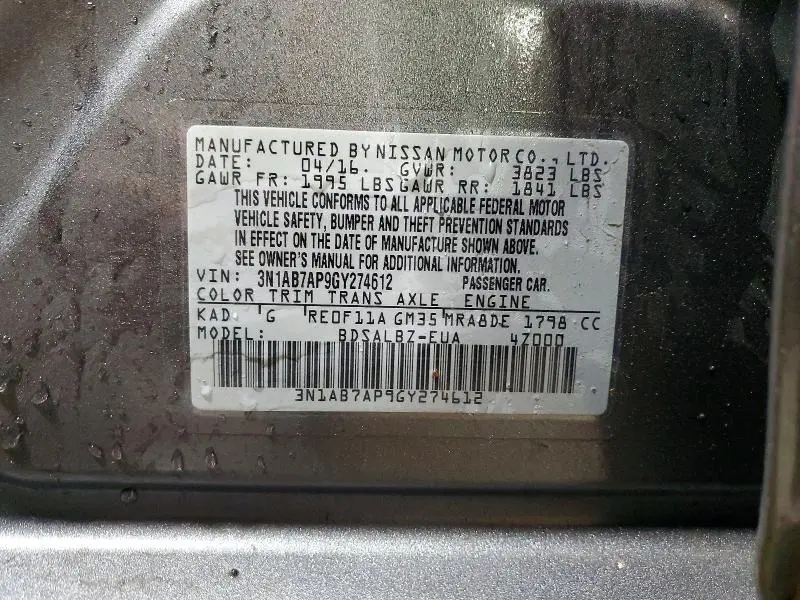 MANUFACTURED BY NISSAN MOTOR CO., LTD.
DATE: 04/16. GVWR: 3823 LBS
GAWR FR: 1995 LBS GAWR RR: 1841 LBS
THIS VEHICLE CONFORMS TO ALL APPLICABLE FEDERAL MOTOR
VEHICLE SAFETY, BUMPER AND THEFT PREVENTION STANDARDS
IN EFFECT ON THE DATE OF MANUFACTURE SHOWN ABOVE.
SEE OWNER'S MANUAL FOR ADDITIONAL INFORMATION.
VIN: 3N1AB7AP9GY274612 PASSENGER CAR.
COLOR TRIM TRANS AXLE ENGINE
KAD G RE0F11A GM35 MRA8DE 1798 CC
MODEL: BDSALBZ-EUA 4Z000
3N1AB7AP9GY274612